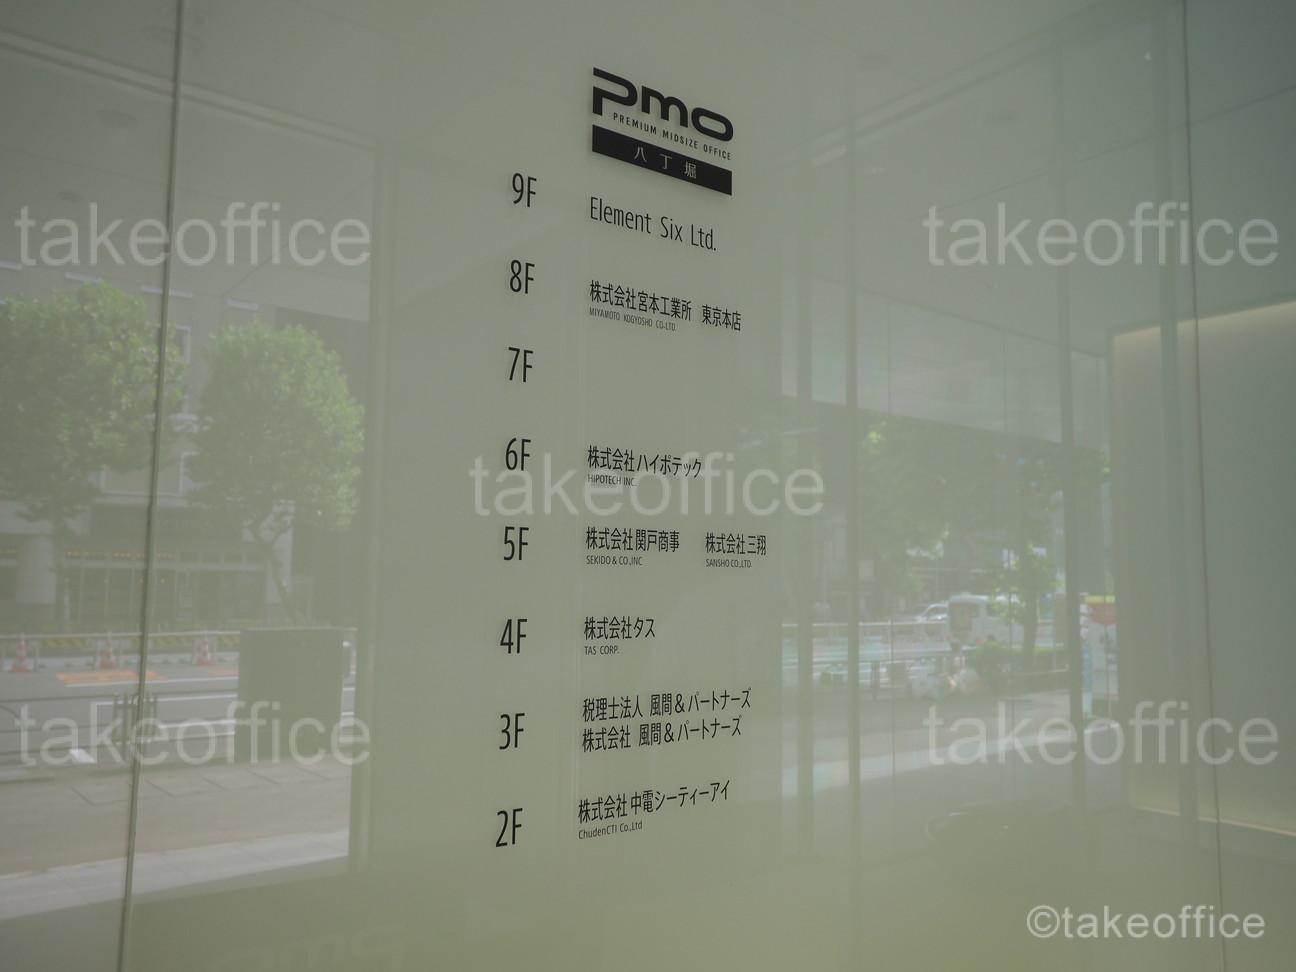 pmo
PREMIUM MIDSIZE OFFICE
八丁堀
9F Element Six Ltd.
8F 株式会社宮本工業所 東京本店
MIYAMOTO KOGYOSHO CO.LTD.
7F
6F 株式会社ハイポテック
HIPOTECH INC.
5F 株式会社関戸商事 株式会社三翔
SEKIDO & CO.,INC SANSHO CO.,LTD.
4F 株式会社タス
TAS CORP.
3F 税理士法人 風間&パートナーズ
株式会社 風間&パートナーズ
2F 株式会社中電シーティーアイ
ChudenCTI Co.,Ltd
takeoffice takeoffice
takeoffice
takeoffice takeoffice
©takeoffice